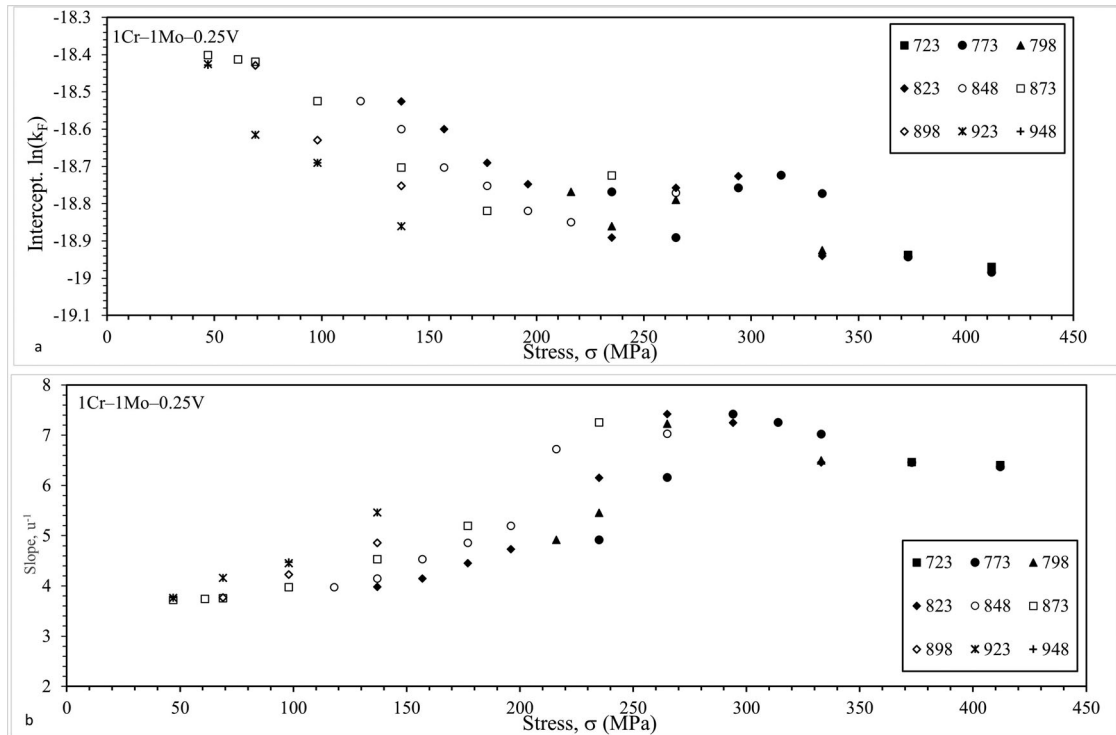 1Cr–1Mo–0.25V
Intercept. ln(k_F)
-18.3
-18.4
-18.5
-18.6
-18.7
-18.8
-18.9
-19
-19.1
723 773 798
823 848 873
898 923 948
0 50 100 150 200 250 300 350 400 450
Stress, σ (MPa)
a
1Cr–1Mo–0.25V
Slope, u⁻¹
8
7
6
5
4
3
2
723 773 798
823 848 873
898 923 948
0 50 100 150 200 250 300 350 400 450
Stress, σ (MPa)
b